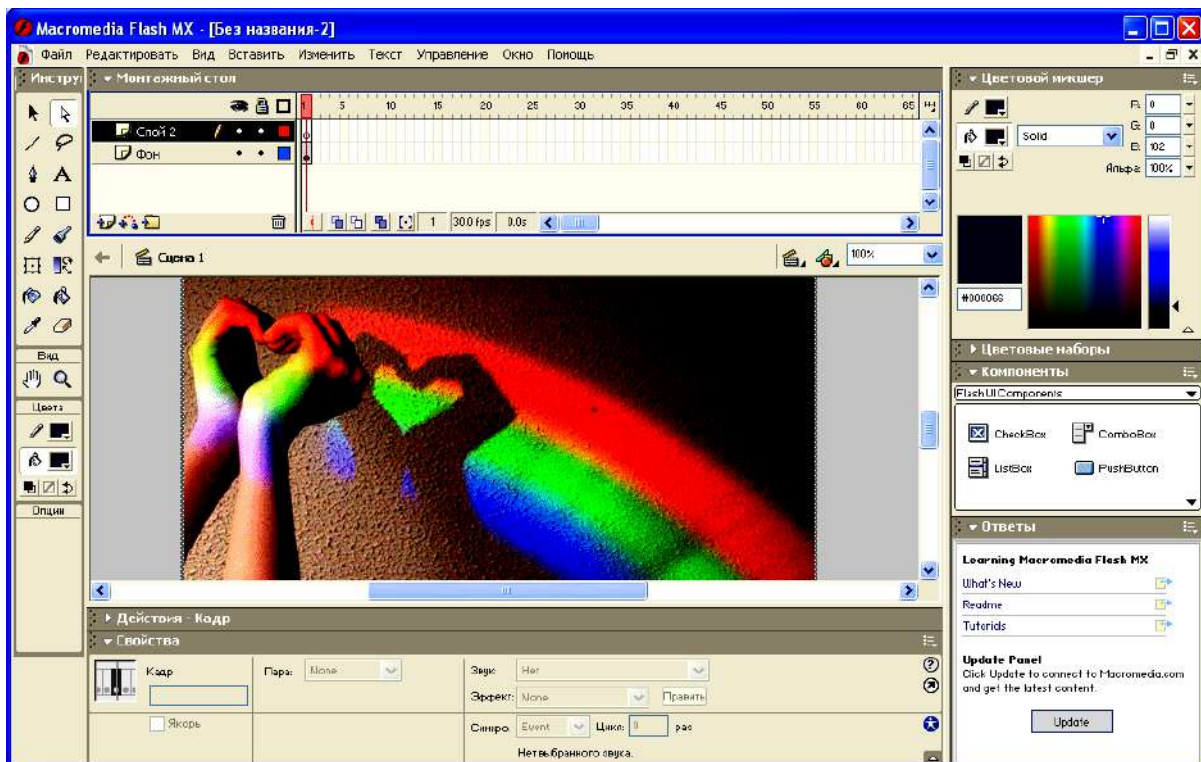 Macromedia Flash MX - [Без названия-2]
Файл Редактировать Вид Вставить Изменить Текст Управление Окно Помощь
Инстру
Монтажный стол
1 5 10 15 20 25 30 35 40 45 50 55 60 65
Слой 2
Фон
1 30.0 fps 0.0s
Сцена 1
100%
Вид
Цвета
Опции
Действия - Кадр
Свойства
Кадр
Пара: None
Звук: Нет
Эффект: None Править
Якорь
Синхро: Event Цикл: 0 раз
Нет выбранного звука.
Цветовой микшер
R: 0
Solid
G: 0
B: 102
Альфа: 100%
#000066
Цветовые наборы
Компоненты
Flash UI Components
CheckBox ComboBox
ListBox PushButton
Ответы
Learning Macromedia Flash MX
What's New
Readme
Tutorials
Update Panel
Click Update to connect to Macromedia.com
and get the latest content.
Update